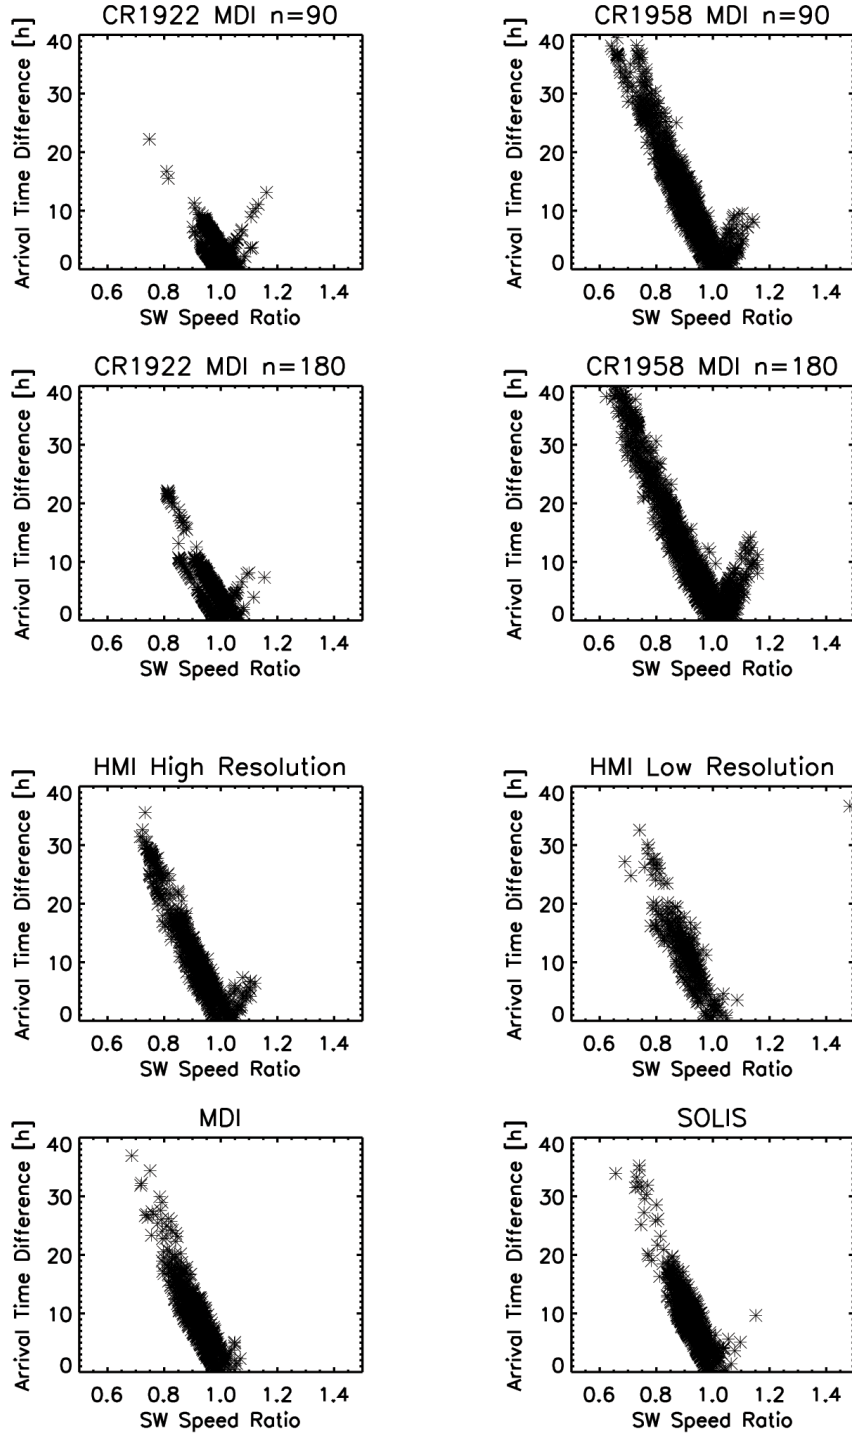 CR1922 MDI n=90
Arrival Time Difference [h]
40
30
20
10
0
0.6 0.8 1.0 1.2 1.4
SW Speed Ratio
CR1958 MDI n=90
Arrival Time Difference [h]
40
30
20
10
0
0.6 0.8 1.0 1.2 1.4
SW Speed Ratio
CR1922 MDI n=180
Arrival Time Difference [h]
40
30
20
10
0
0.6 0.8 1.0 1.2 1.4
SW Speed Ratio
CR1958 MDI n=180
Arrival Time Difference [h]
40
30
20
10
0
0.6 0.8 1.0 1.2 1.4
SW Speed Ratio
HMI High Resolution
Arrival Time Difference [h]
40
30
20
10
0
0.6 0.8 1.0 1.2 1.4
SW Speed Ratio
HMI Low Resolution
Arrival Time Difference [h]
40
30
20
10
0
0.6 0.8 1.0 1.2 1.4
SW Speed Ratio
MDI
Arrival Time Difference [h]
40
30
20
10
0
0.6 0.8 1.0 1.2 1.4
SW Speed Ratio
SOLIS
Arrival Time Difference [h]
40
30
20
10
0
0.6 0.8 1.0 1.2 1.4
SW Speed Ratio